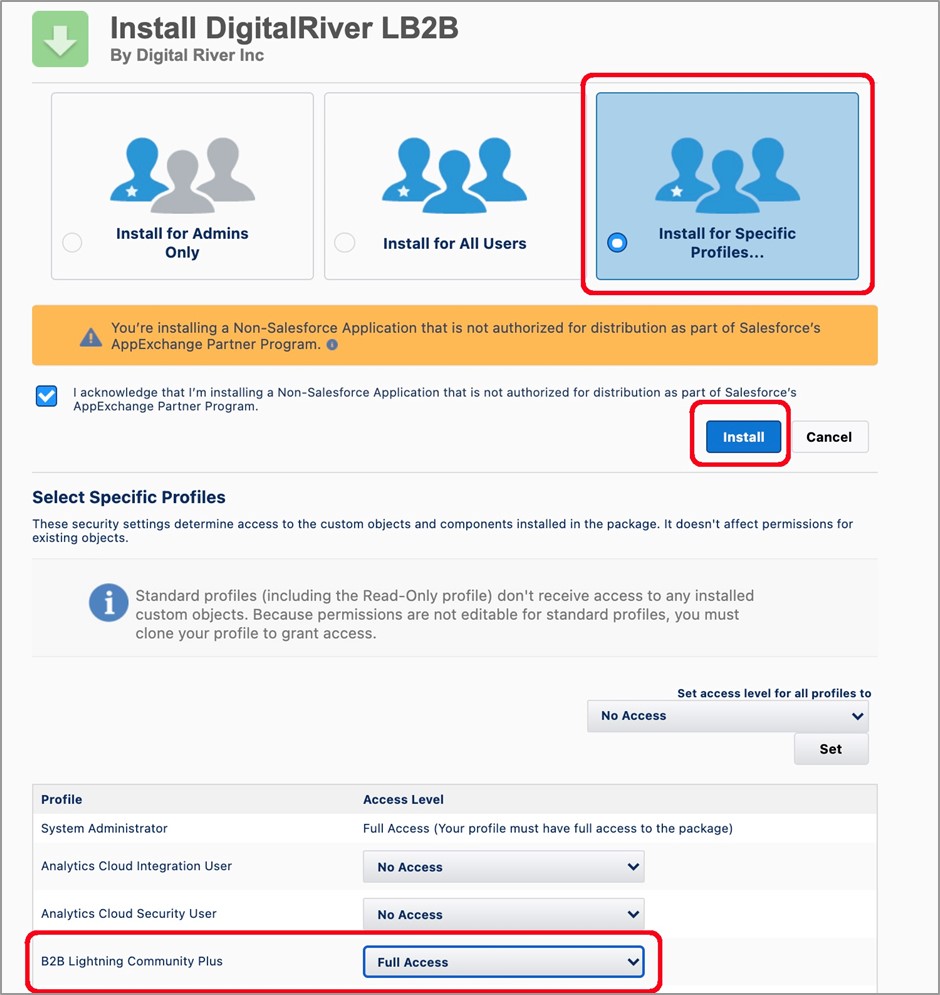 Install DigitalRiver LB2B
By Digital River Inc
Install for Admins
Only
Install for All Users
Install for Specific
Profiles...
You're installing a Non-Salesforce Application that is not authorized for distribution as part of Salesforce's
AppExchange Partner Program.
I acknowledge that I'm installing a Non-Salesforce Application that is not authorized for distribution as part of Salesforce's
AppExchange Partner Program.
Install
Cancel
Select Specific Profiles
These security settings determine access to the custom objects and components installed in the package. It doesn't affect permissions for
existing objects.
Standard profiles (including the Read-Only profile) don't receive access to any installed
custom objects. Because permissions are not editable for standard profiles, you must
clone your profile to grant access.
Set access level for all profiles to
No Access
Set
Profile Access Level
System Administrator Full Access (Your profile must have full access to the package)
Analytics Cloud Integration User No Access
Analytics Cloud Security User No Access
B2B Lightning Community Plus Full Access